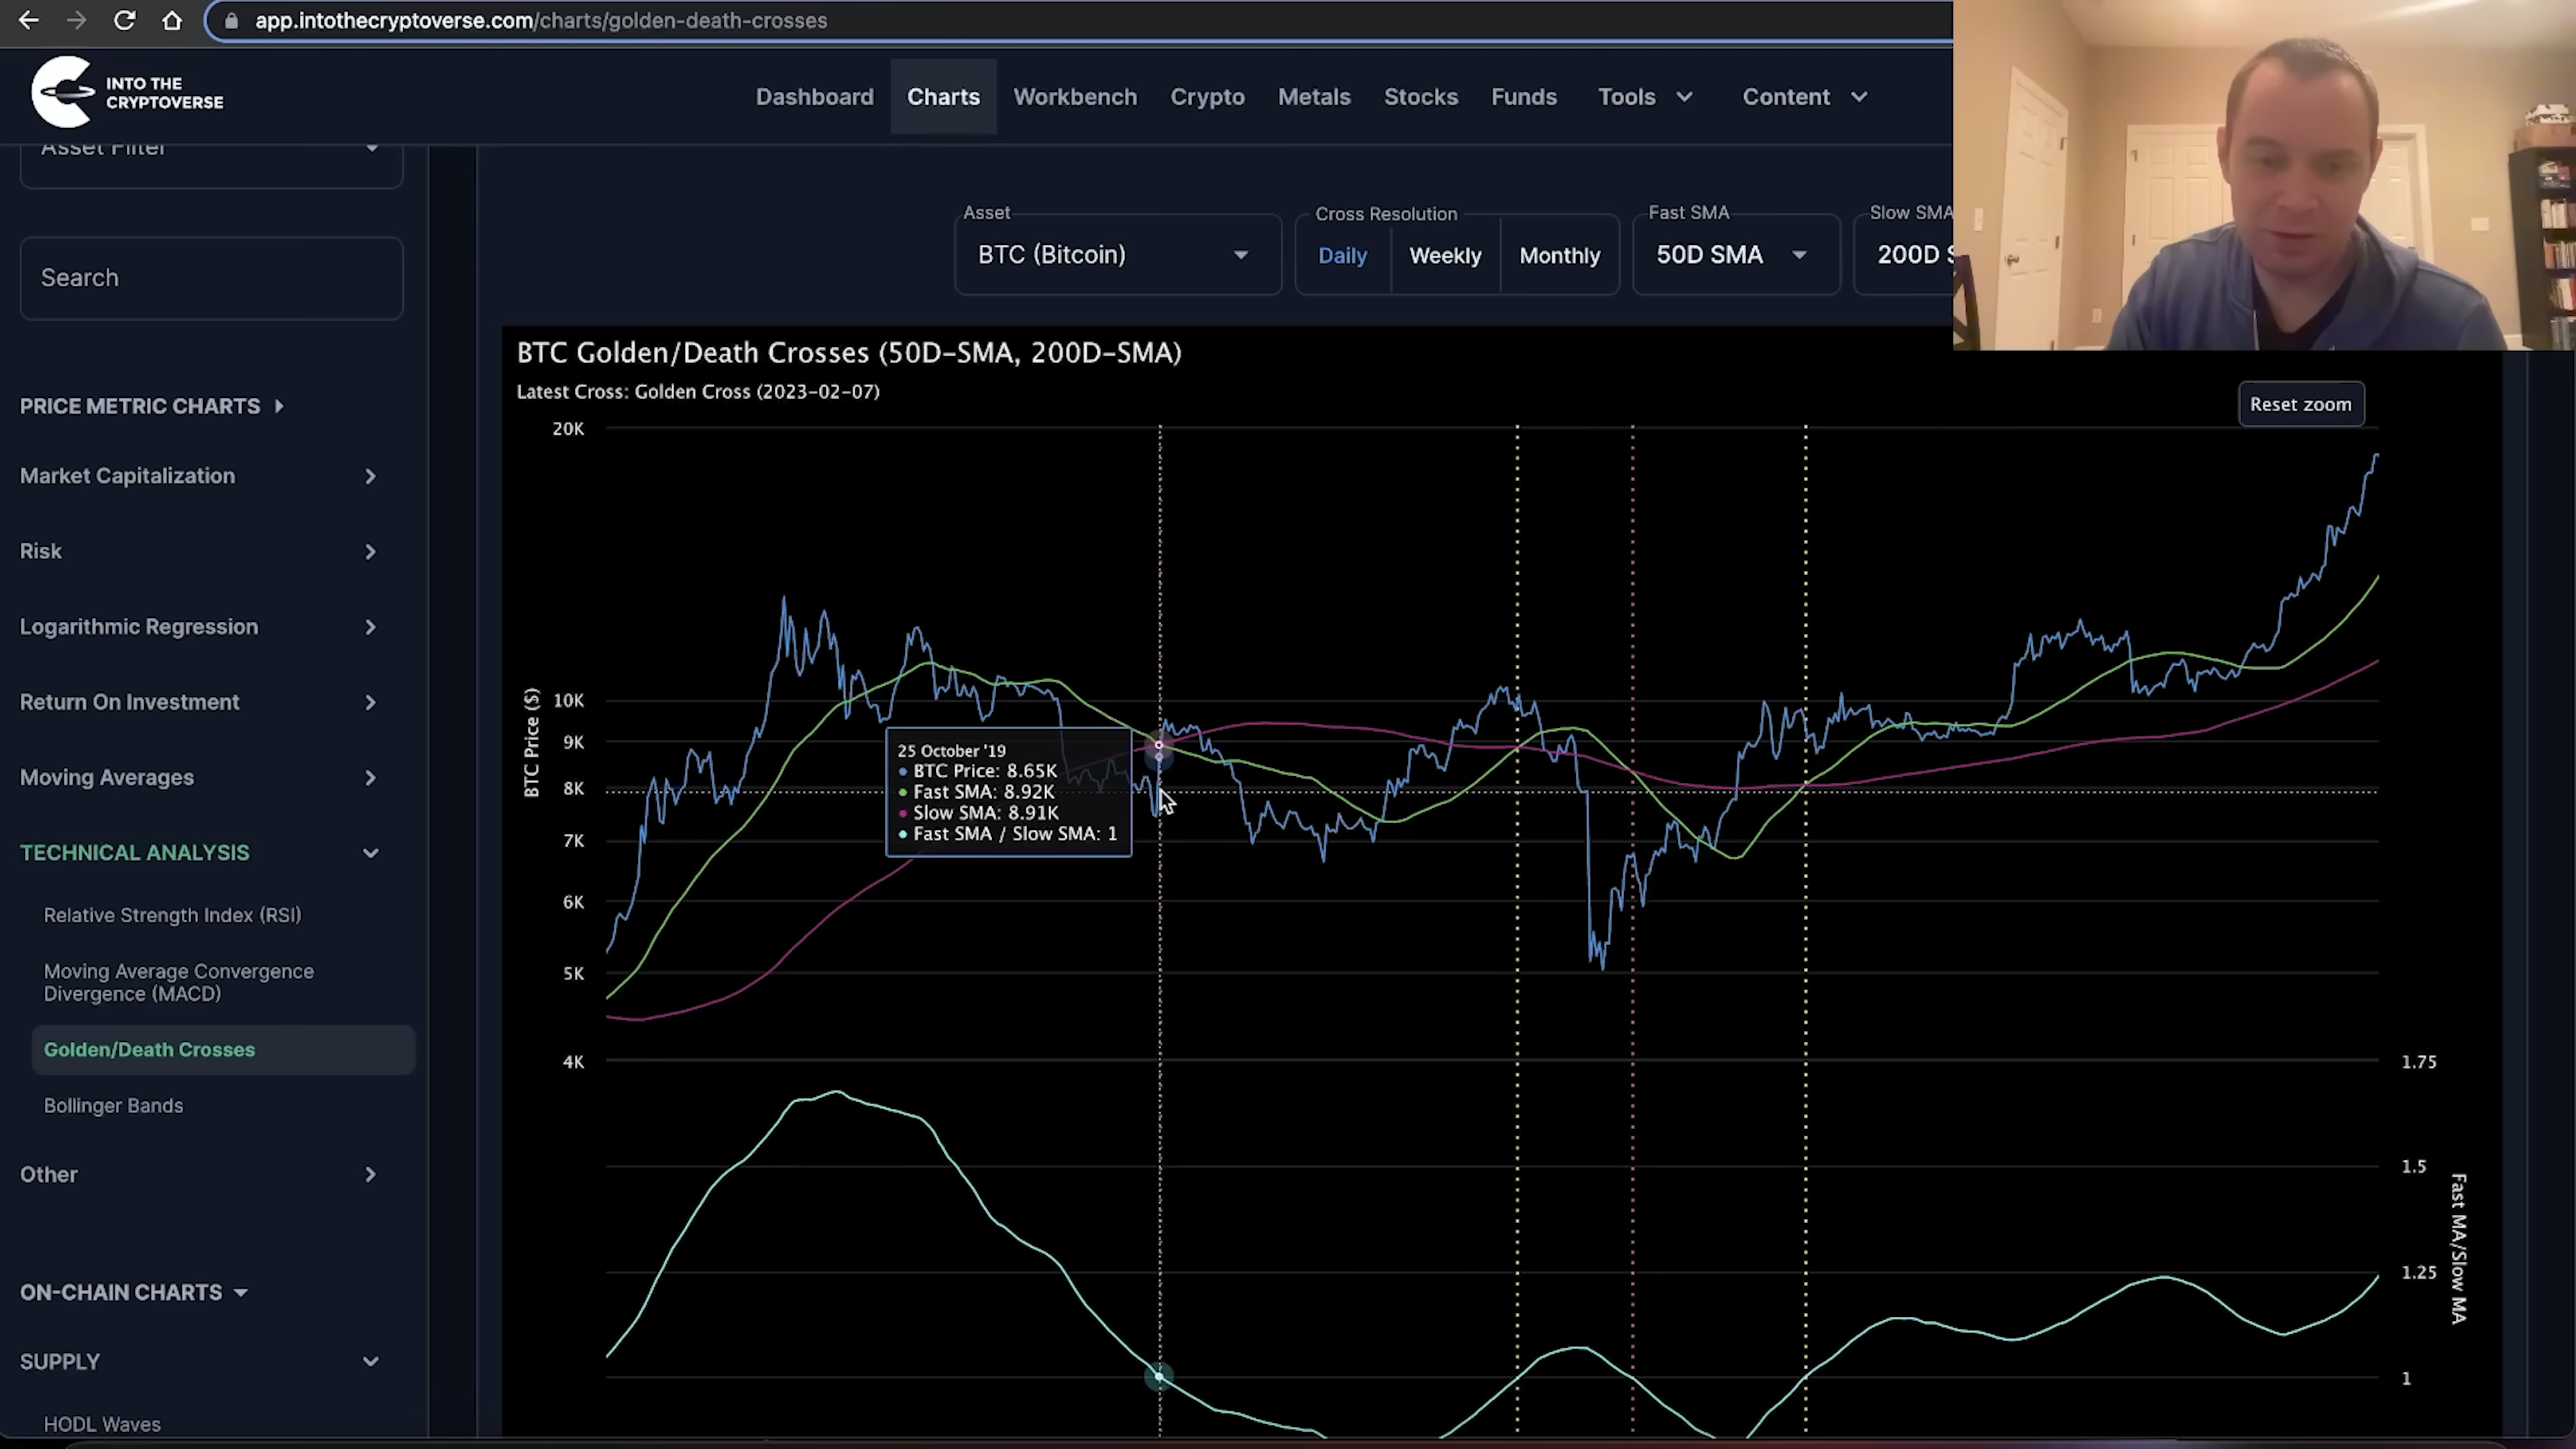 app.intothecryptoverse.com/charts/golden-death-crosses
INTO THE
CRYPTOVERSE
Dashboard
Charts
Workbench
Crypto
Metals
Stocks
Funds
Tools
Content
Asset Filter
Search
PRICE METRIC CHARTS
Market Capitalization
Risk
Logarithmic Regression
Return On Investment
Moving Averages
TECHNICAL ANALYSIS
Relative Strength Index (RSI)
Moving Average Convergence
Divergence (MACD)
Golden/Death Crosses
Bollinger Bands
Other
ON-CHAIN CHARTS
SUPPLY
HODL Waves
Asset
BTC (Bitcoin)
Cross Resolution
Daily
Weekly
Monthly
Fast SMA
50D SMA
Slow SMA
200D S
BTC Golden/Death Crosses (50D-SMA, 200D-SMA)
Latest Cross: Golden Cross (2023-02-07)
Reset zoom
20K
10K
9K
8K
7K
6K
5K
4K
BTC Price ($)
25 October '19
BTC Price: 8.65K
Fast SMA: 8.92K
Slow SMA: 8.91K
Fast SMA / Slow SMA: 1
1.75
1.5
1.25
1
Fast MA/Slow MA